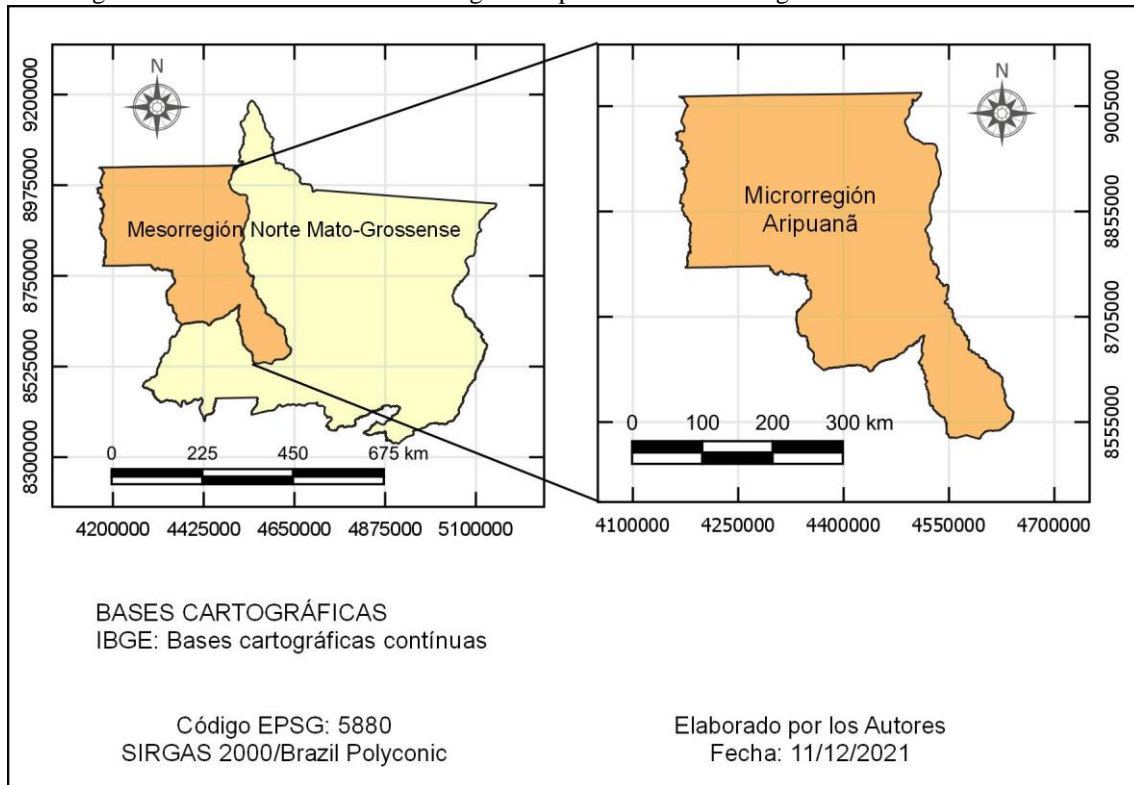 N
9200000
8975000
8750000
8525000
8300000
Mesorregión Norte Mato-Grossense
0 225 450 675 km
4200000 4425000 4650000 4875000 5100000
N
Microrregión
Aripuanã
0 100 200 300 km
9005000
8855000
8705000
8555000
4100000 4250000 4400000 4550000 4700000
BASES CARTOGRÁFICAS
IBGE: Bases cartográficas contínuas
Código EPSG: 5880
SIRGAS 2000/Brazil Polyconic
Elaborado por los Autores
Fecha: 11/12/2021